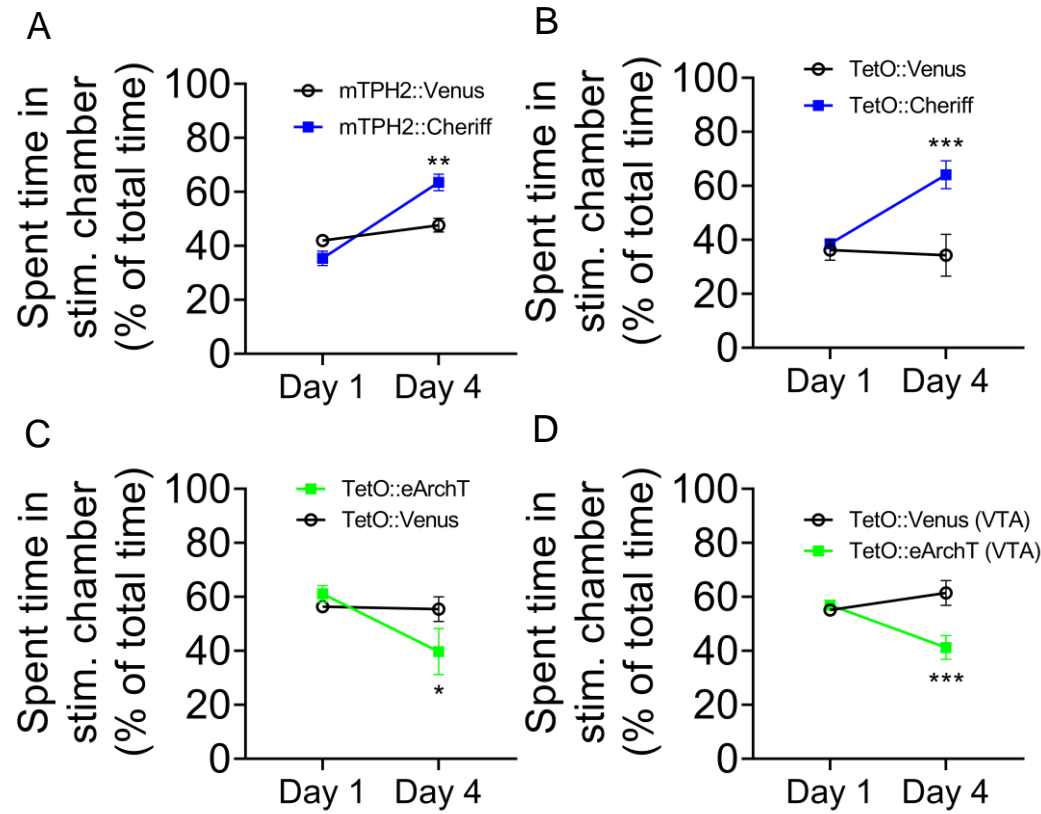 A
Spent time in
stim. chamber
(% of total time)
100
80
60
40
20
0
mTPH2::Venus
mTPH2::Cheriff
**
Day 1 Day 4
B
Spent time in
stim. chamber
(% of total time)
100
80
60
40
20
0
TetO::Venus
TetO::Cheriff
***
Day 1 Day 4
C
Spent time in
stim. chamber
(% of total time)
100
80
60
40
20
0
TetO::eArchT
TetO::Venus
*
Day 1 Day 4
D
Spent time in
stim. chamber
(% of total time)
100
80
60
40
20
0
TetO::Venus (VTA)
TetO::eArchT (VTA)
***
Day 1 Day 4